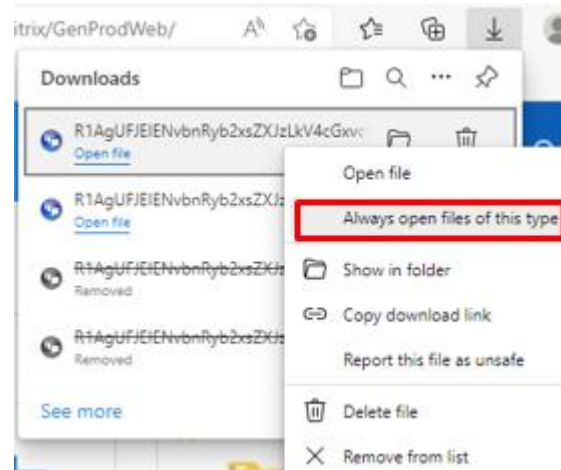 itrix/GenProdWeb/
Downloads
R1AgUFJEIENvbnRyb2xsZXJzLkV4cGxvc
Open file
R1AgUFJEIENvbnRyb2xsZXJz
Open file
R1AgUFJEIENvbnRyb2xsZXJz
Removed
R1AgUFJEIENvbnRyb2xsZXJz
Removed
See more
Open file
Always open files of this type
Show in folder
Copy download link
Report this file as unsafe
Delete file
Remove from list